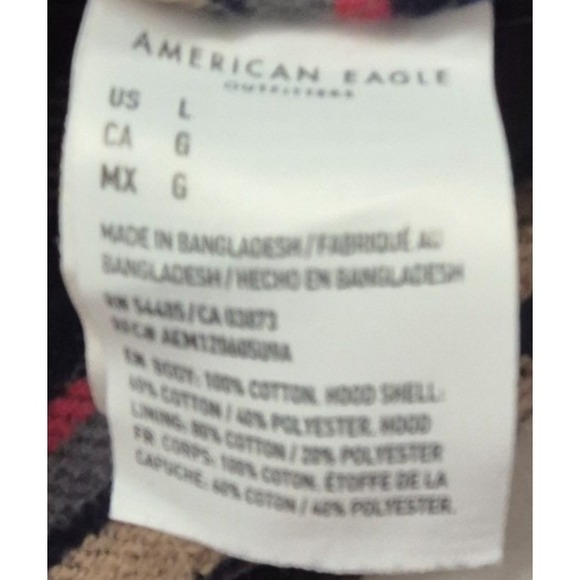 AMERICAN EAGLE
OUTFITTERS
US L
CA G
MX G
MADE IN BANGLADESH / FABRIQUÉ AU
BANGLADESH / HECHO EN BANGLADESH
RN 54485 / CA 03873
EN BODY: 100% COTTON. HOOD SHELL:
60% COTTON / 40% POLYESTER. HOOD
LINING: 80% COTTON / 20% POLYESTER
FR CORPS: 100% COTON. ÉTOFFE DE LA
CAPUCHE: 60% COTON / 40% POLYESTER.